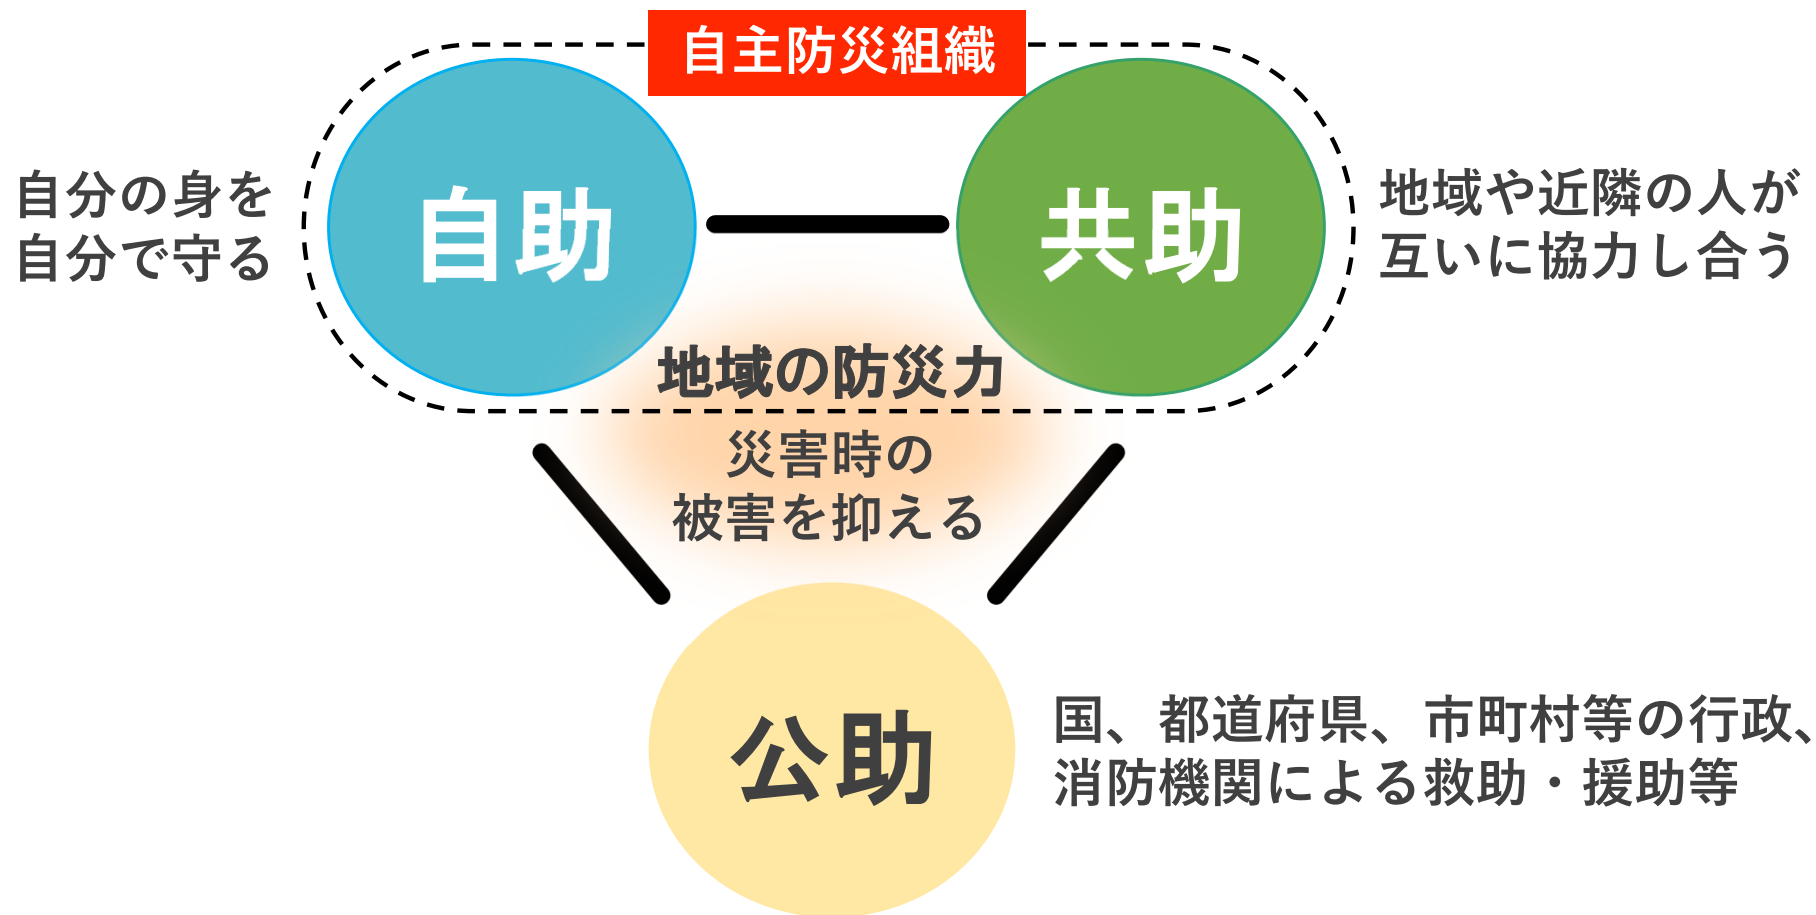 自主防災組織
自分の身を
自分で守る
自助
共助
地域や近隣の人が
互いに協力し合う
地域の防災力
災害時の
被害を抑える
公助
国、都道府県、市町村等の行政、
消防機関による救助・援助等